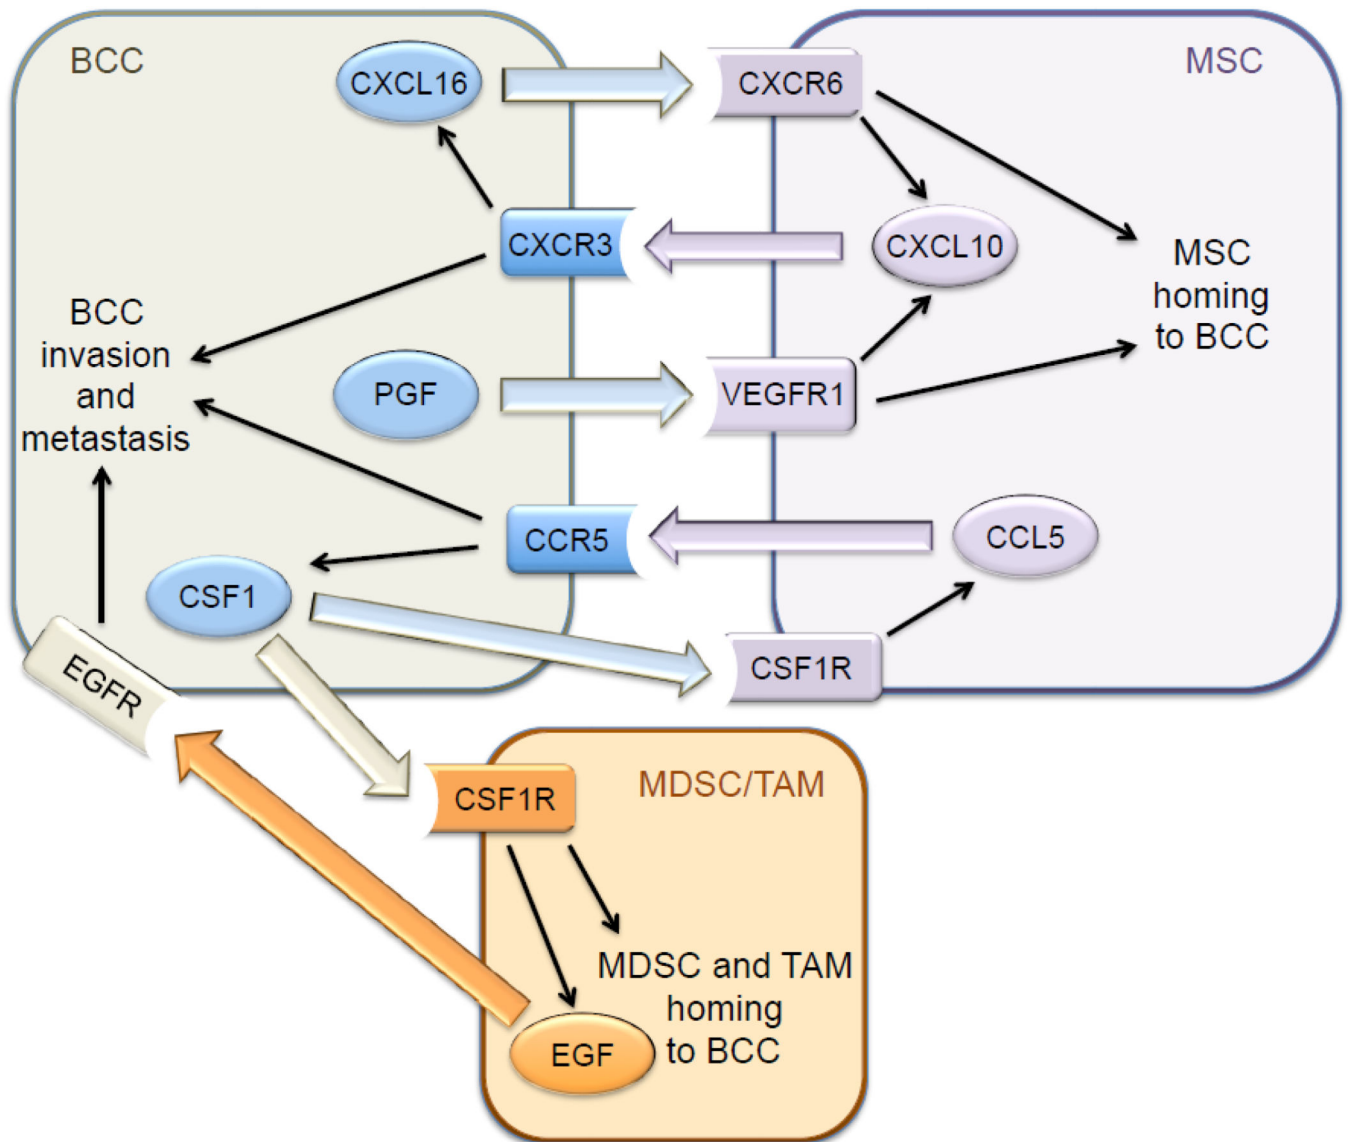 BCC
MSC
CXCL16
CXCR6
CXCR3
CXCL10
MSC
homing
to BCC
BCC
invasion
and
metastasis
PGF
VEGFR1
CCR5
CCL5
CSF1
EGFR
CSF1R
CSF1R
MDSC/TAM
MDSC and TAM
homing
to BCC
EGF